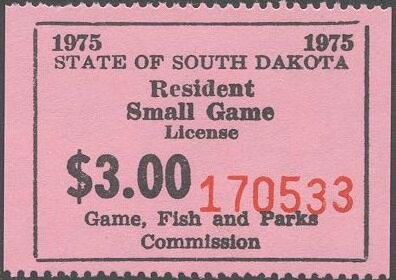 1975 1975
STATE OF SOUTH DAKOTA
Resident
Small Game
License
$3.00 170533
Game, Fish and Parks
Commission